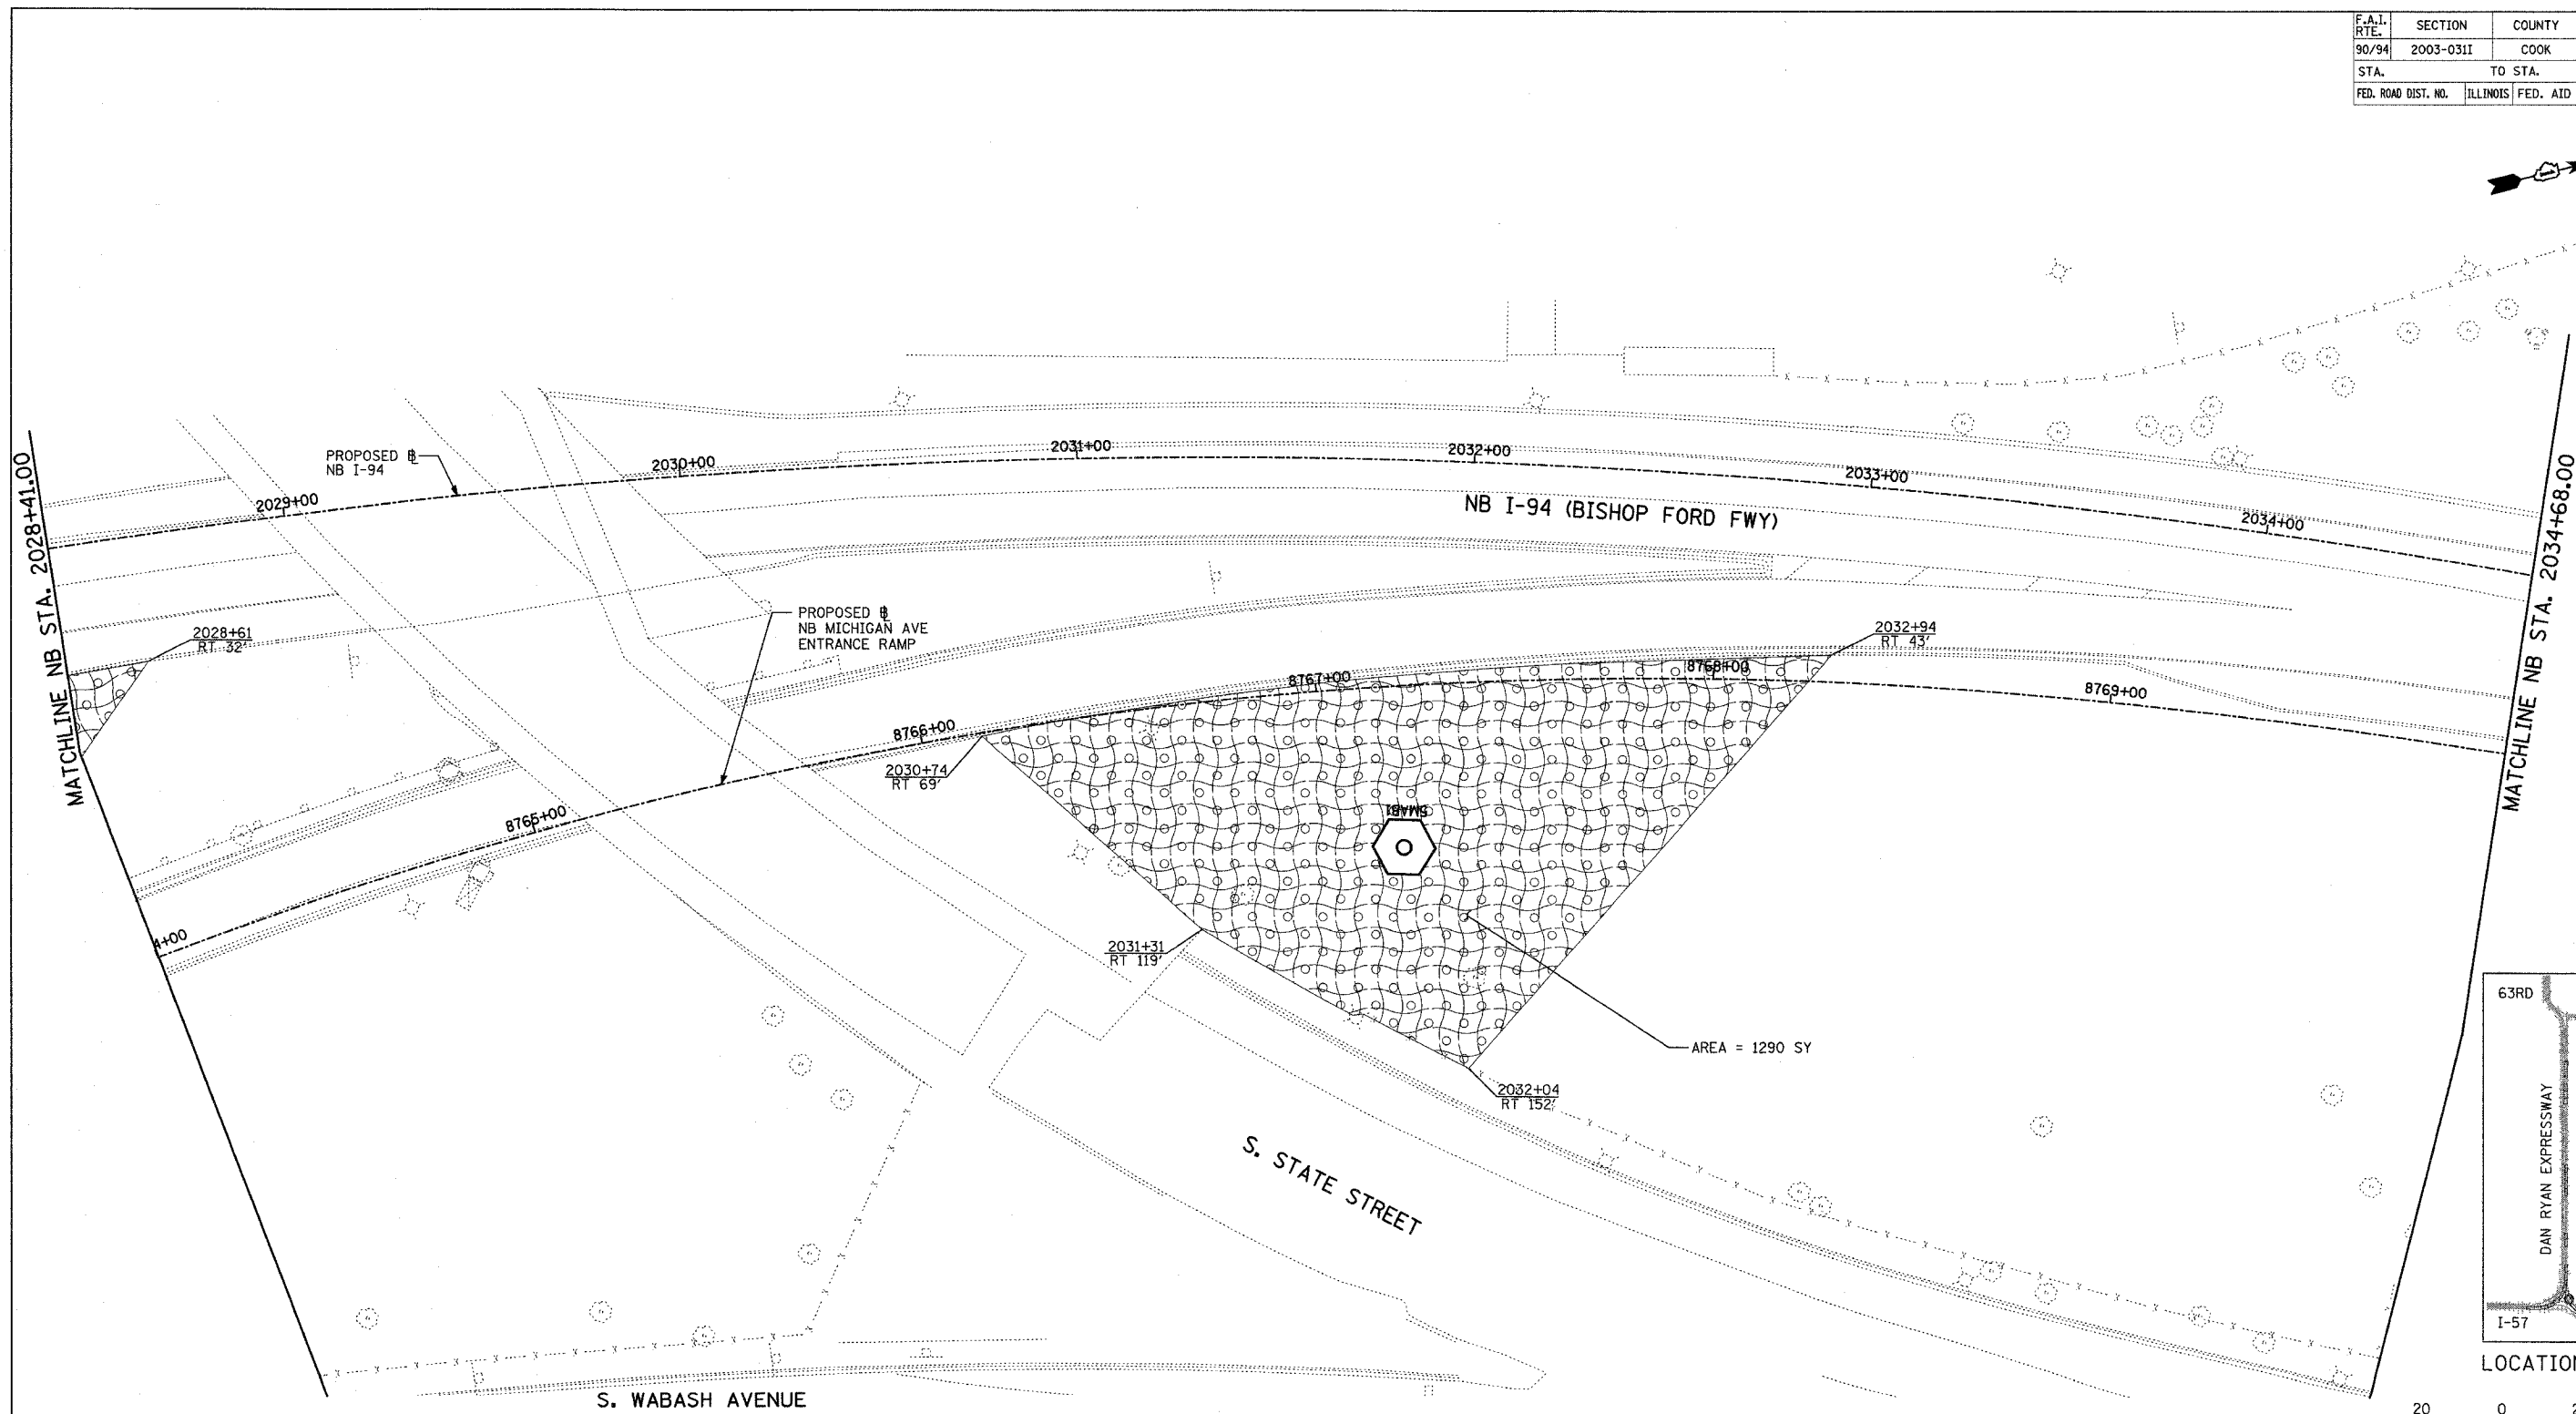 F.A.I. RTE. SECTION COUNTY
90/94 2003-031I COOK
STA. TO STA.
FED. ROAD DIST. NO. ILLINOIS FED. AID
MATCHLINE NB STA. 2028+41.00
PROPOSED
NB I-94
2029+00
2030+00
2031+00
2032+00
2033+00
2034+00
NB I-94 (BISHOP FORD FWY)
MATCHLINE NB STA. 2034+68.00
2028+61
RT 32'
PROPOSED
NB MICHIGAN AVE
ENTRANCE RAMP
2032+94
RT 43'
4+00
8765+00
8766+00
8767+00
8768+00
8769+00
2030+74
RT 69'
2031+31
RT 119'
AREA = 1290 SY
2032+04
RT 152'
S. STATE STREET
S. WABASH AVENUE
63RD
DAN RYAN EXPRESSWAY
I-57
LOCATION
20 0